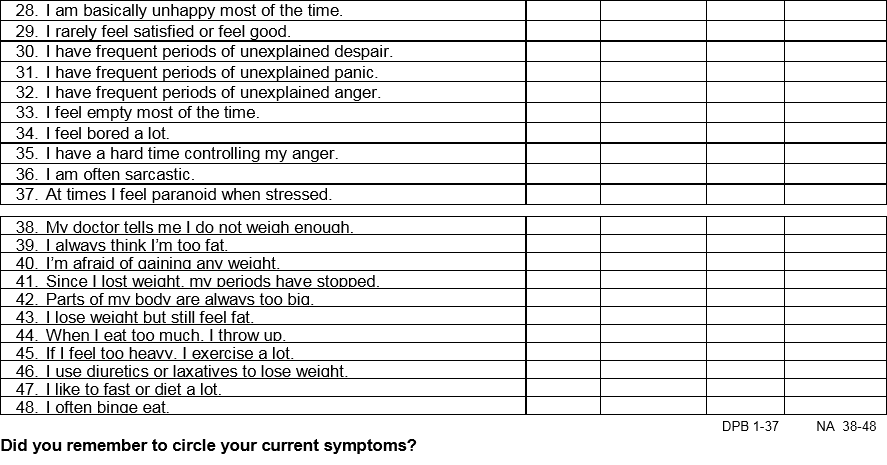 28. I am basically unhappy most of the time.
29. I rarely feel satisfied or feel good.
30. I have frequent periods of unexplained despair.
31. I have frequent periods of unexplained panic.
32. I have frequent periods of unexplained anger.
33. I feel empty most of the time.
34. I feel bored a lot.
35. I have a hard time controlling my anger.
36. I am often sarcastic.
37. At times I feel paranoid when stressed.
38. My doctor tells me I do not weigh enough.
39. I always think I'm too fat.
40. I'm afraid of gaining any weight.
41. Since I lost weight, my periods have stopped.
42. Parts of my body are always too big.
43. I lose weight but still feel fat.
44. When I eat too much, I throw up.
45. If I feel too heavy, I exercise a lot.
46. I use diuretics or laxatives to lose weight.
47. I like to fast or diet a lot.
48. I often binge eat.
DPB 1-37 NA 38-48
Did you remember to circle your current symptoms?